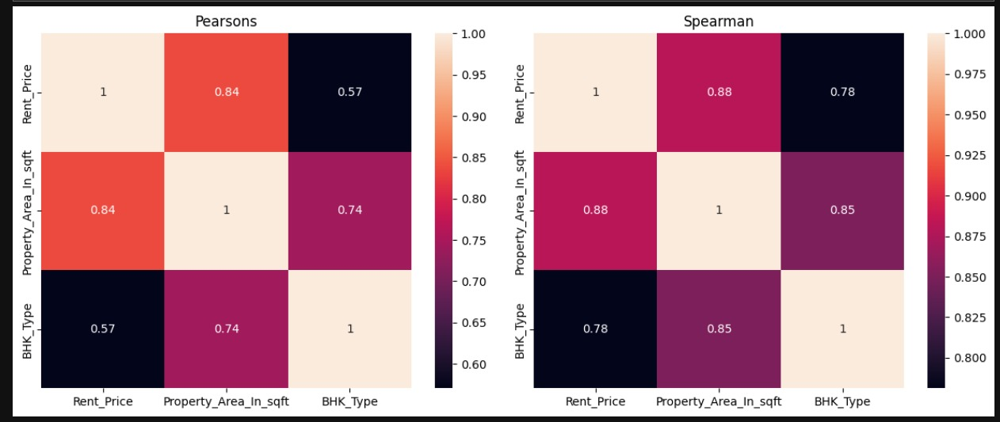 Pearsons
Rent_Price
Property_Area_In_sqft
BHK_Type
1 0.84 0.57
0.84 1 0.74
0.57 0.74 1
Rent_Price Property_Area_In_sqft BHK_Type
1.00
0.95
0.90
0.85
0.80
0.75
0.70
0.65
0.60
Spearman
Rent_Price
Property_Area_In_sqft
BHK_Type
1 0.88 0.78
0.88 1 0.85
0.78 0.85 1
Rent_Price Property_Area_In_sqft BHK_Type
1.000
0.975
0.950
0.925
0.900
0.875
0.850
0.825
0.800